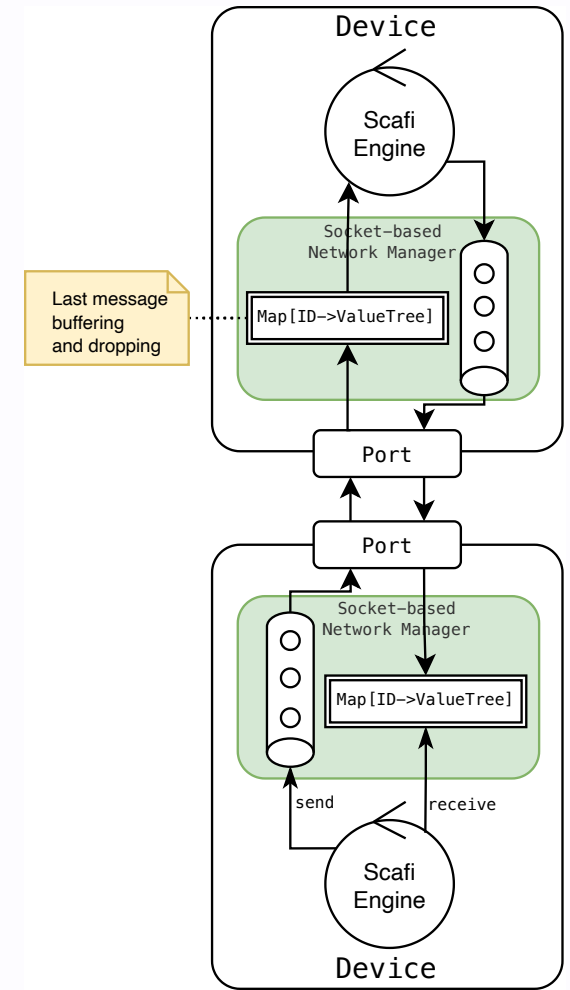 Device
Scafi
Engine
Socket-based
Network Manager
Last message
buffering
and dropping
Map[ID->ValueTree]
Port
Port
Socket-based
Network Manager
Map[ID->ValueTree]
send
receive
Scafi
Engine
Device